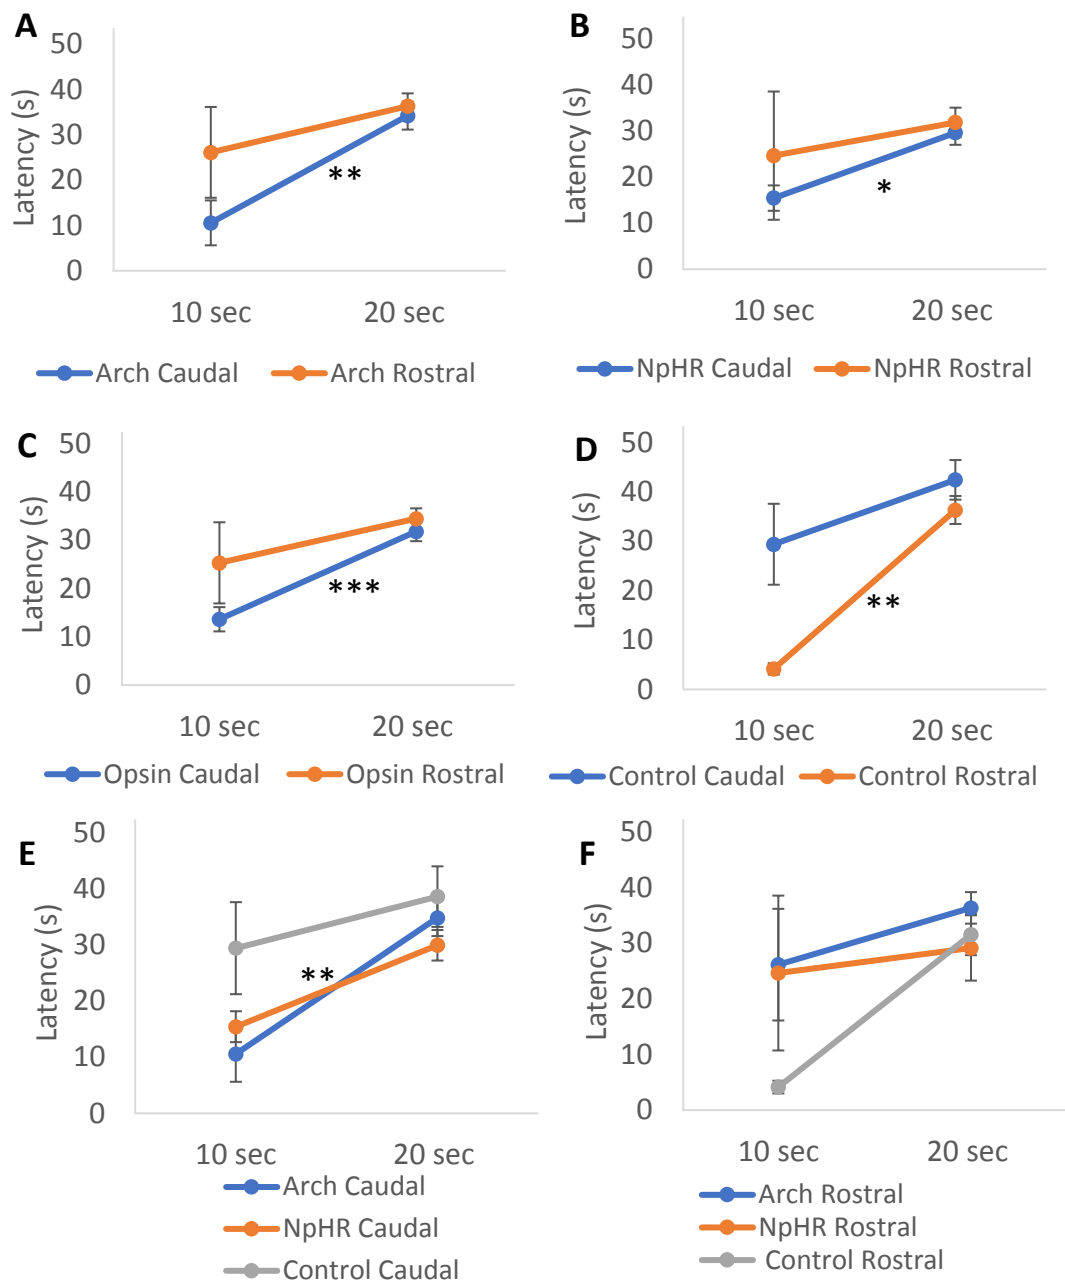 A
50
40
30
20
10
0
Latency (s)
**
10 sec 20 sec
Arch Caudal Arch Rostral
B
50
40
30
20
10
0
Latency (s)
*
10 sec 20 sec
NpHR Caudal NpHR Rostral
C
50
40
30
20
10
0
Latency (s)
***
10 sec 20 sec
Opsin Caudal Opsin Rostral
D
50
40
30
20
10
0
Latency (s)
**
10 sec 20 sec
Control Caudal Control Rostral
E
50
40
30
20
10
0
Latency (s)
**
10 sec 20 sec
Arch Caudal
NpHR Caudal
Control Caudal
F
50
40
30
20
10
0
Latency (s)
10 sec 20 sec
Arch Rostral
NpHR Rostral
Control Rostral